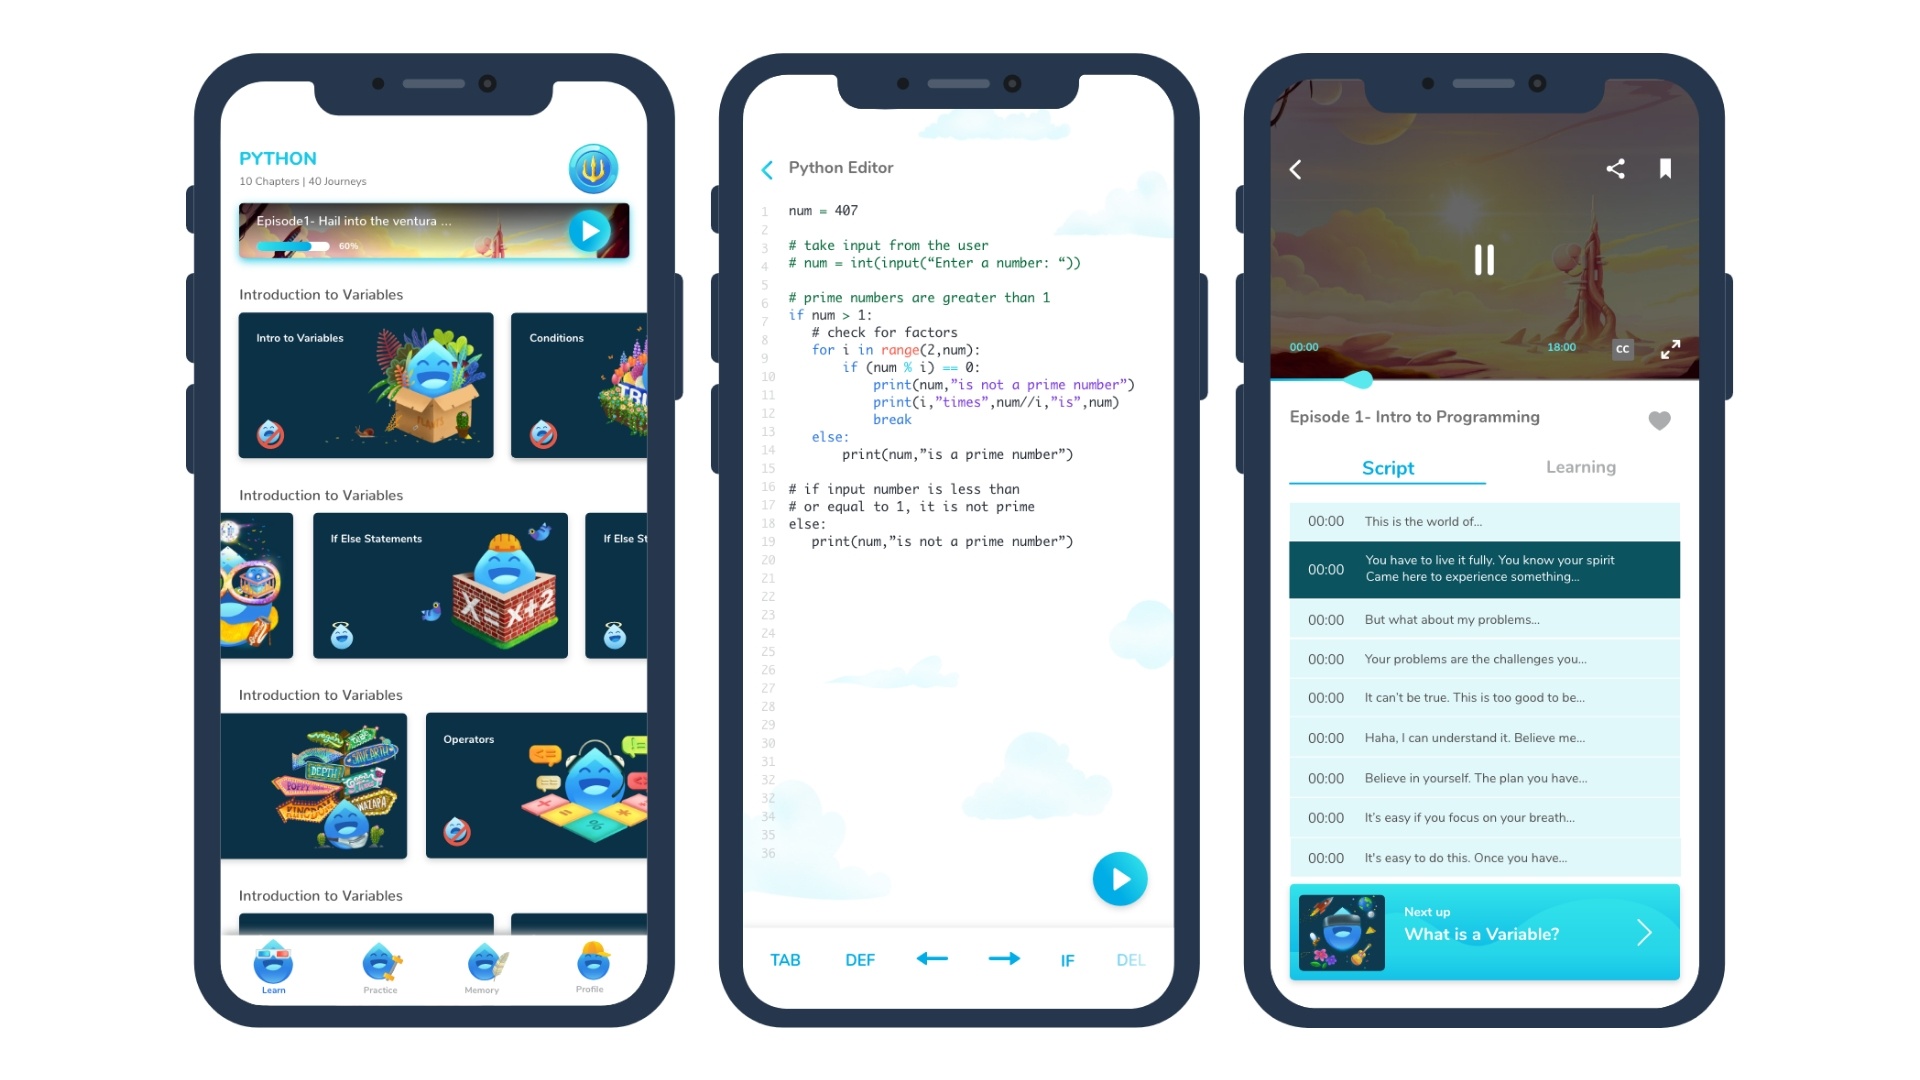 PYTHON
10 Chapters | 40 Journeys
Episode1- Hail into the ventura ...
60%
Introduction to Variables
Intro to Variables
Conditions
Introduction to Variables
If Else Statements
If Else St
X=X+2
Introduction to Variables
DEPTH
POPPY
KINGDO
WAZARA
Operators
Introduction to Variables
Learn
Practice
Memory
Profile
Python Editor
1 num = 407
2
3 # take input from the user
4 # num = int(input(“Enter a number: “))
5
6 # prime numbers are greater than 1
7 if num > 1:
8 # check for factors
9 for i in range(2,num):
10 if (num % i) == 0:
11 print(num,”is not a prime number”)
12 print(i,”times”,num//i,”is”,num)
13 break
14 else:
15 print(num,”is a prime number”)
16
17 # if input number is less than
18 # or equal to 1, it is not prime
19 else:
20 print(num,”is not a prime number”)
21
22
23
24
25
26
27
28
29
30
31
32
32
34
35
36
TAB DEF IF DEL
00:00
18:00
CC
Episode 1- Intro to Programming
Script
Learning
00:00 This is the world of...
00:00 You have to live it fully. You know your spirit
Came here to experience something...
00:00 But what about my problems...
00:00 Your problems are the challenges you...
00:00 It can’t be true. This is too good to be...
00:00 Haha, I can understand it. Believe me...
00:00 Believe in yourself. The plan you have...
00:00 It’s easy if you focus on your breath...
00:00 It's easy to do this. Once you have...
Next up
What is a Variable?